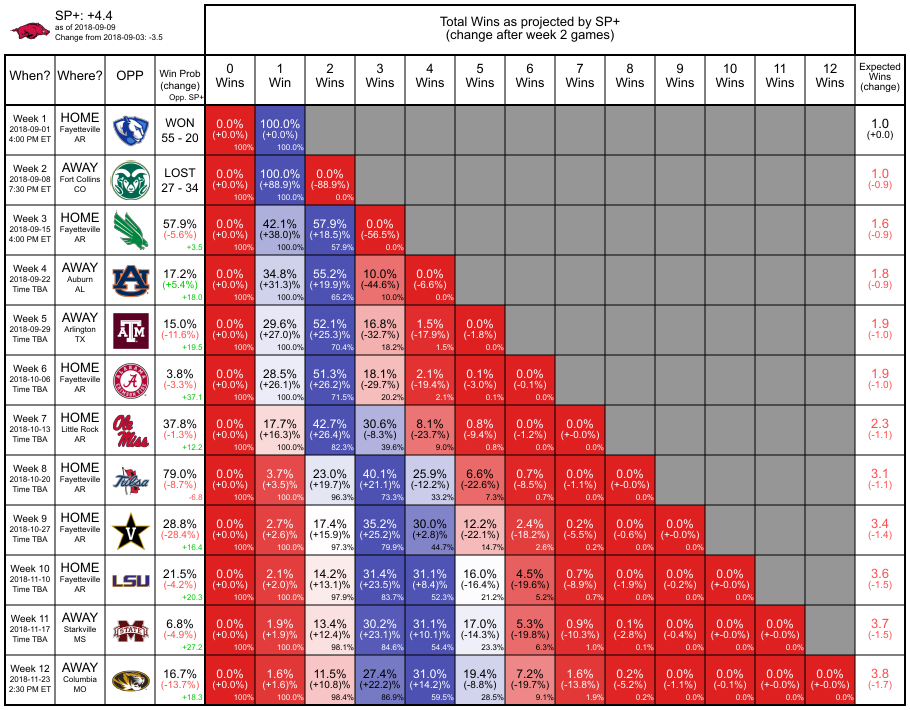 SP+: +4.4
as of 2018-09-09
Change from 2018-09-03: -3.5
Total Wins as projected by SP+
(change after week 2 games)
When? Where? OPP Win Prob (change) Opp. SP+ 0 Wins 1 Win 2 Wins 3 Wins 4 Wins 5 Wins 6 Wins 7 Wins 8 Wins 9 Wins 10 Wins 11 Wins 12 Wins Expected Wins (change)
Week 1 HOME WON 0.0% 100.0% 1.0
2018-09-01 Fayetteville (+0.0%) (+0.0%) (+0.0)
4:00 PM ET AR 55 - 20 100% 100.0%
Week 2 AWAY LOST 0.0% 100.0% 0.0% 1.0
2018-09-08 Fort Collins (+0.0%) (+88.9)% (-88.9%) (-0.9)
7:30 PM ET CO 27 - 34 100% 100.0% 0.0%
Week 3 HOME 57.9% 0.0% 42.1% 57.9% 0.0% 1.6
2018-09-15 Fayetteville (-5.6%) (+0.0%) (+38.0)% (+18.5)% (-56.5%) (-0.9)
4:00 PM ET AR +3.5 100% 100.0% 57.9% 0.0%
Week 4 AWAY 17.2% 0.0% 34.8% 55.2% 10.0% 0.0% 1.8
2018-09-22 Auburn (+5.4%) (+0.0%) (+31.3)% (+19.9)% (-44.6%) (-6.6%) (-0.9)
Time TBA AL +18.0 100% 100.0% 65.2% 10.0% 0.0%
Week 5 AWAY ATM 15.0% 0.0% 29.6% 52.1% 16.8% 1.5% 0.0% 1.9
2018-09-29 Arlington (-11.6%) (+0.0%) (+27.0)% (+25.3)% (-32.7%) (-17.9%) (-1.8%) (-0.9)
Time TBA TX +19.5 100% 100.0% 70.4% 18.2% 1.5% 0.0%
Week 6 HOME 3.8% 0.0% 28.5% 51.3% 18.1% 2.1% 0.1% 0.0% 1.9
2018-10-06 Fayetteville A (-3.3%) (+0.0%) (+26.1)% (+26.2)% (-29.7%) (-19.4%) (-3.0%) (-0.1%) (-1.0)
Time TBA AR +37.1 100% 100.0% 71.5% 20.2% 2.1% 0.1% 0.0%
Week 7 HOME Ole 37.8% 0.0% 17.7% 42.7% 30.6% 8.1% 0.8% 0.0% 0.0% 2.3
2018-10-13 Little Rock Miss (-1.3%) (+0.0%) (+16.3)% (+26.4)% (-8.3%) (-23.7%) (-9.4%) (-1.2%) (+-0.0%) (-1.1)
Time TBA AR +12.2 100% 100.0% 82.3% 39.6% 9.0% 0.8% 0.0% 0.0%
Week 8 HOME 79.0% 0.0% 3.7% 23.0% 40.1% 25.9% 6.6% 0.7% 0.0% 0.0% 3.1
2018-10-20 Fayetteville Tulsa (-8.7%) (+0.0%) (+3.5)% (+19.7)% (+21.1)% (-12.2%) (-22.6%) (-8.5%) (-1.1%) (+-0.0%) (-1.1)
Time TBA AR -6.8 100% 100.0% 96.3% 73.3% 33.2% 7.3% 0.7% 0.0% 0.0%
Week 9 HOME 28.8% 0.0% 2.7% 17.4% 35.2% 30.0% 12.2% 2.4% 0.2% 0.0% 0.0% 3.4
2018-10-27 Fayetteville V (-28.4%) (+0.0%) (+2.6)% (+15.9)% (+25.2)% (+2.8)% (-22.1%) (-18.2%) (-5.5%) (-0.6%) (+-0.0%) (-1.4)
Time TBA AR +16.4 100% 100.0% 97.3% 79.9% 44.7% 14.7% 2.6% 0.2% 0.0% 0.0%
Week 10 HOME 21.5% 0.0% 2.1% 14.2% 31.4% 31.1% 16.0% 4.5% 0.7% 0.0% 0.0% 0.0% 3.6
2018-11-10 Fayetteville LSU (-4.2%) (+0.0%) (+2.0)% (+13.1)% (+23.5)% (+8.4)% (-16.4%) (-19.6%) (-8.9%) (-1.9%) (-0.2%) (+-0.0%) (-1.5)
Time TBA AR +20.3 100% 100.0% 97.9% 83.7% 52.3% 21.2% 5.2% 0.7% 0.0% 0.0% 0.0%
Week 11 AWAY 6.8% 0.0% 1.9% 13.4% 30.2% 31.1% 17.0% 5.3% 0.9% 0.1% 0.0% 0.0% 0.0% 3.7
2018-11-17 Starkville STATE (-4.9%) (+0.0%) (+1.9)% (+12.4)% (+23.1)% (+10.1)% (-14.3%) (-19.8%) (-10.3%) (-2.8%) (-0.4%) (+-0.0%) (+-0.0%) (-1.5)
Time TBA MS +27.2 100% 100.0% 98.1% 84.6% 54.4% 23.3% 6.3% 1.0% 0.1% 0.0% 0.0% 0.0%
Week 12 AWAY 16.7% 0.0% 1.6% 11.5% 27.4% 31.0% 19.4% 7.2% 1.6% 0.2% 0.0% 0.0% 0.0% 0.0% 3.8
2018-11-23 Columbia (-13.7%) (+0.0%) (+1.6)% (+10.8)% (+22.2)% (+14.2)% (-8.8%) (-19.7%) (-13.8%) (-5.2%) (-1.1%) (-0.1%) (+-0.0%) (+-0.0%) (-1.7)
2:30 PM ET MO +18.3 100% 100.0% 98.4% 86.9% 59.5% 28.5% 9.1% 1.9% 0.2% 0.0% 0.0% 0.0% 0.0%